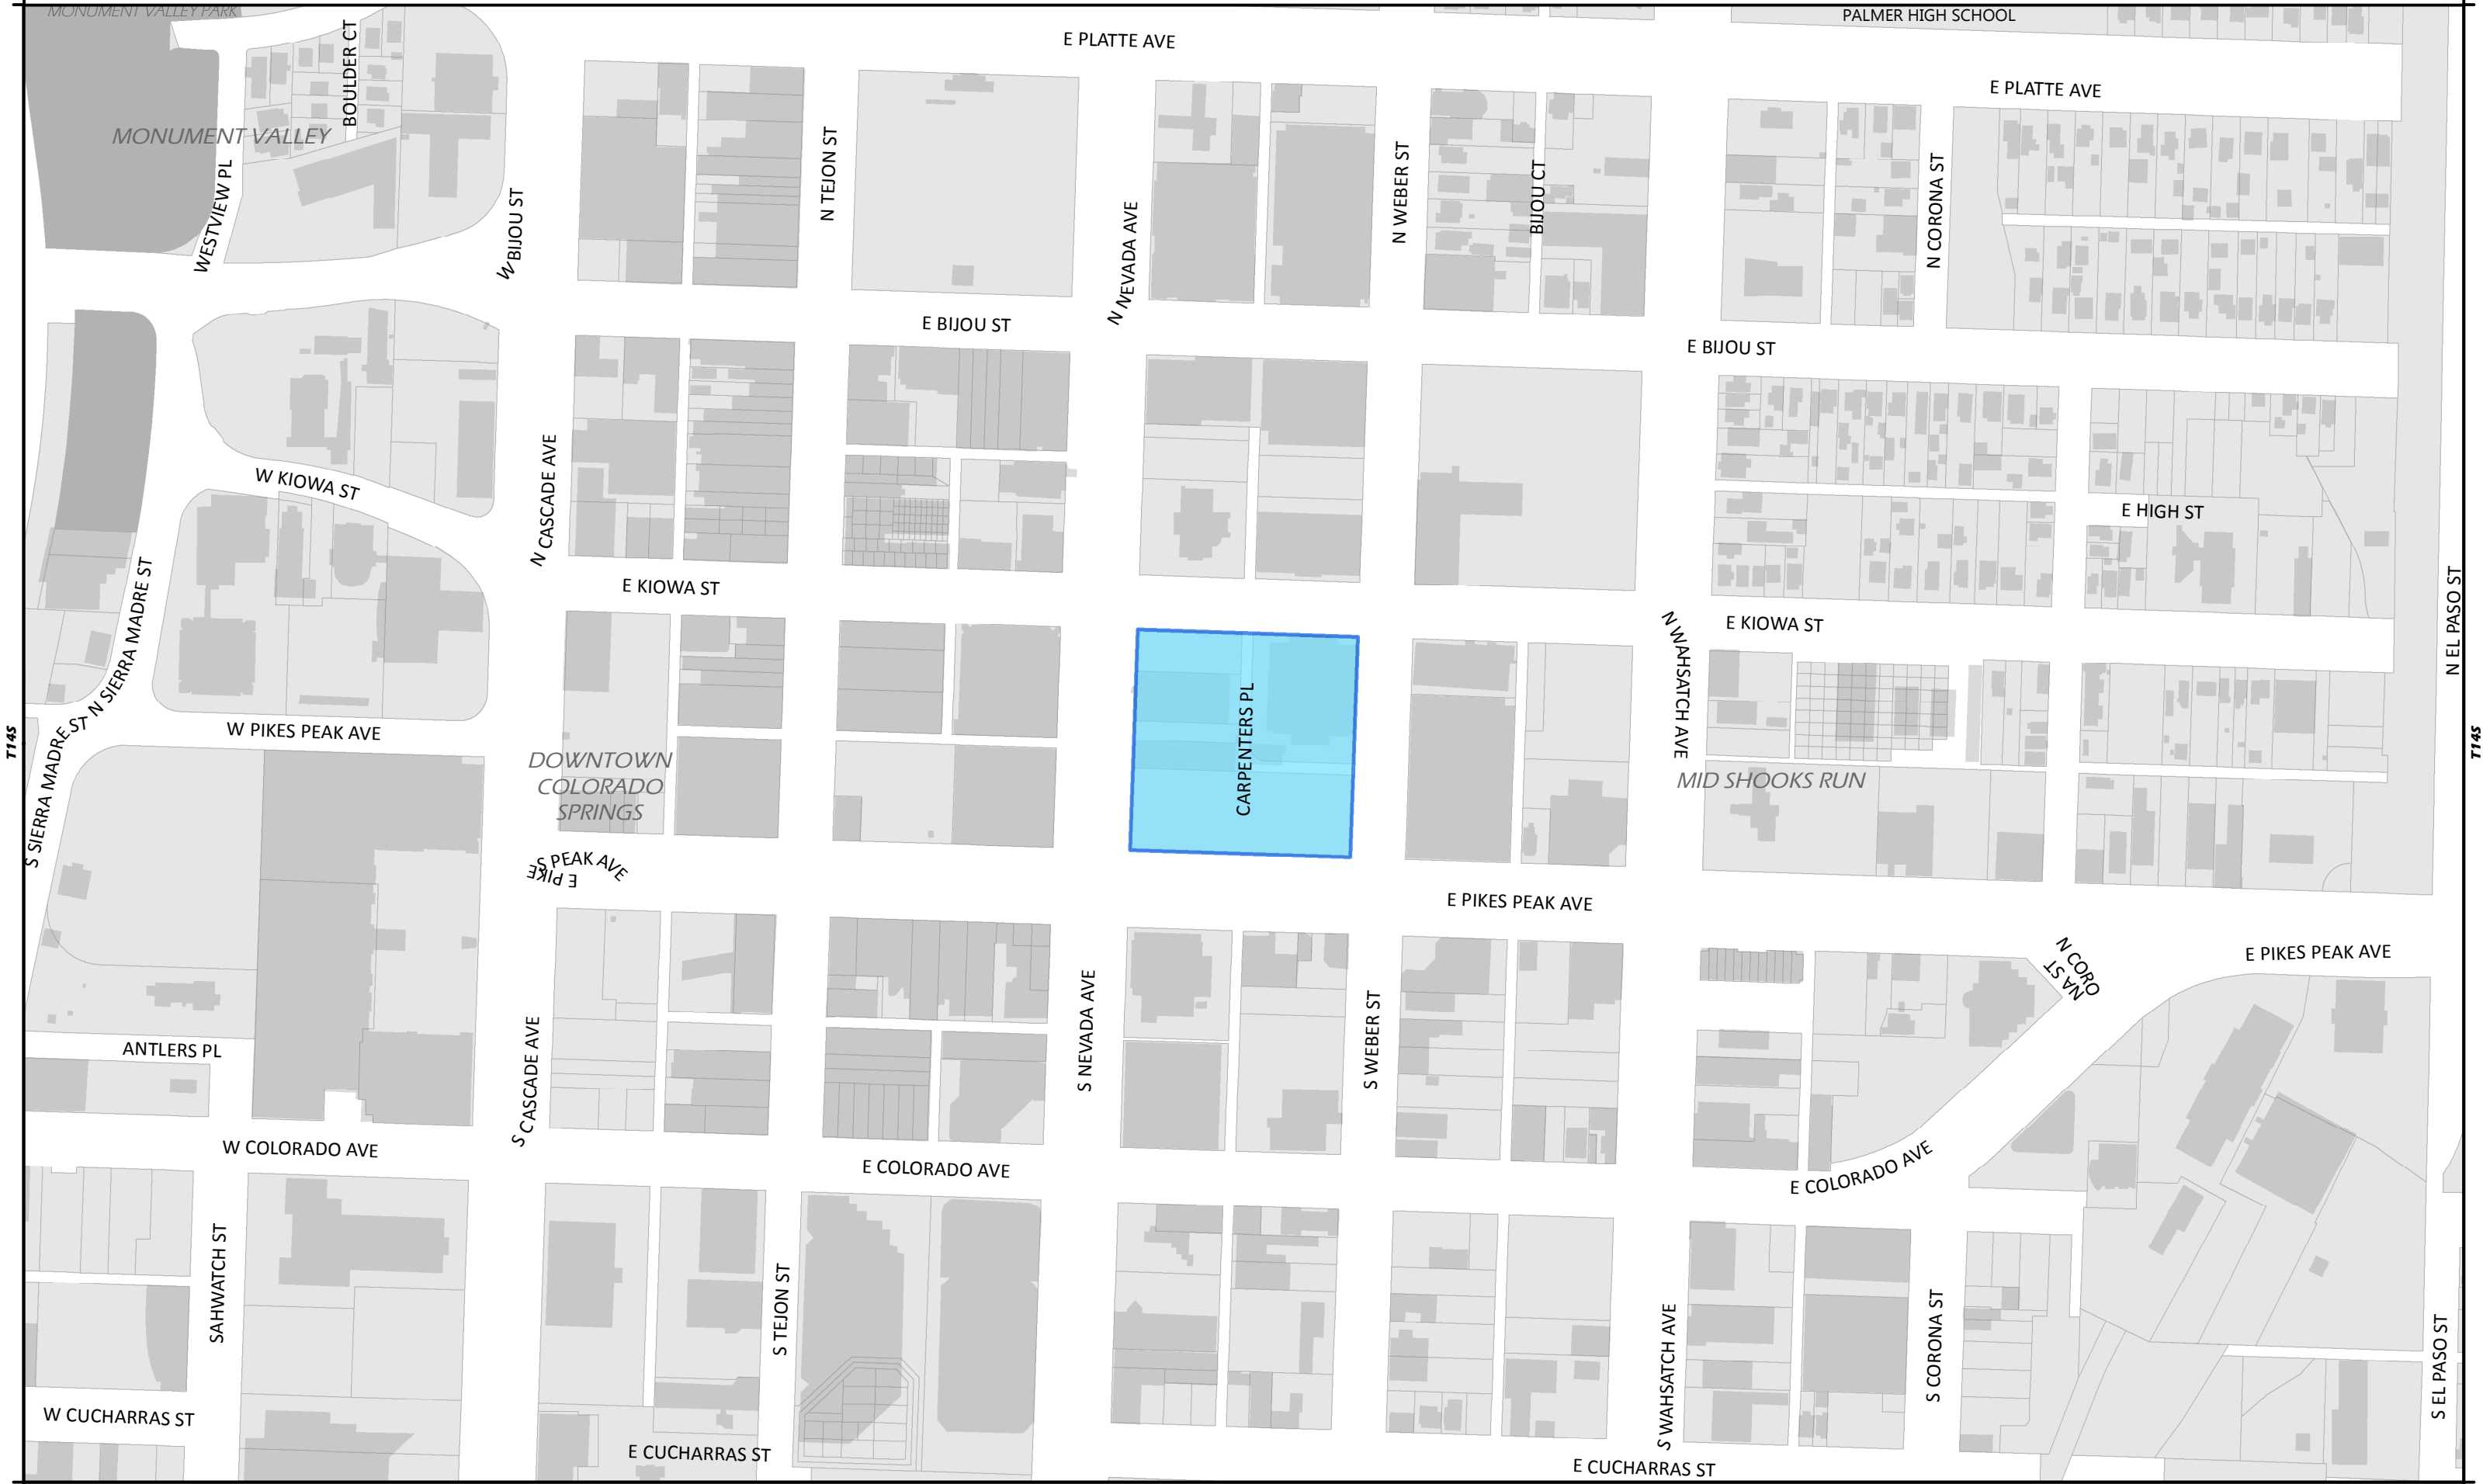 MONUMENT VALLEY PARK
PALMER HIGH SCHOOL
BOULDER CT
E PLATTE AVE
E PLATTE AVE
MONUMENT VALLEY
WESTVIEW PL
W BIJOU ST
N TEJON ST
N NEVADA AVE
N WEBER ST
BIJOU CT
N CORONA ST
E BIJOU ST
E BIJOU ST
W KIOWA ST
N CASCADE AVE
E HIGH ST
E KIOWA ST
E KIOWA ST
N SIERRA MADRE ST
N WAHSATCH AVE
N EL PASO ST
T14S
T14S
W PIKES PEAK AVE
S SIERRA MADRE ST
DOWNTOWN
COLORADO
SPRINGS
CARPENTERS PL
MID SHOOKS RUN
E PIKES PEAK AVE
E PIKES PEAK AVE
N CORONA ST
E PIKES PEAK AVE
ANTLERS PL
S CASCADE AVE
S NEVADA AVE
S WEBER ST
W COLORADO AVE
E COLORADO AVE
E COLORADO AVE
SAHWATCH ST
S TEJON ST
S WAHSATCH AVE
S CORONA ST
S EL PASO ST
W CUCHARRAS ST
E CUCHARRAS ST
E CUCHARRAS ST